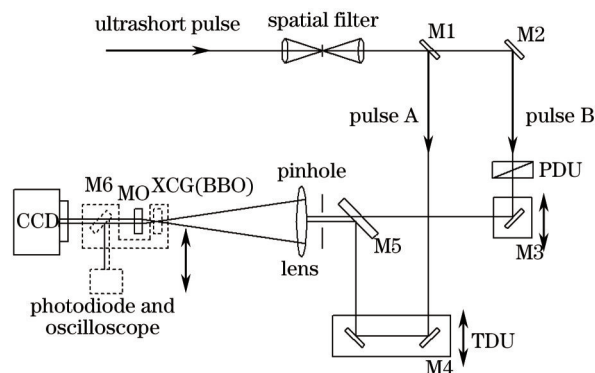 ultrashort pulse
spatial filter
M1
M2
pulse A
pulse B
PDU
M3
pinhole
M5
lens
M6
MO
XCG(BBO)
CCD
photodiode and
oscilloscope
TDU
M4